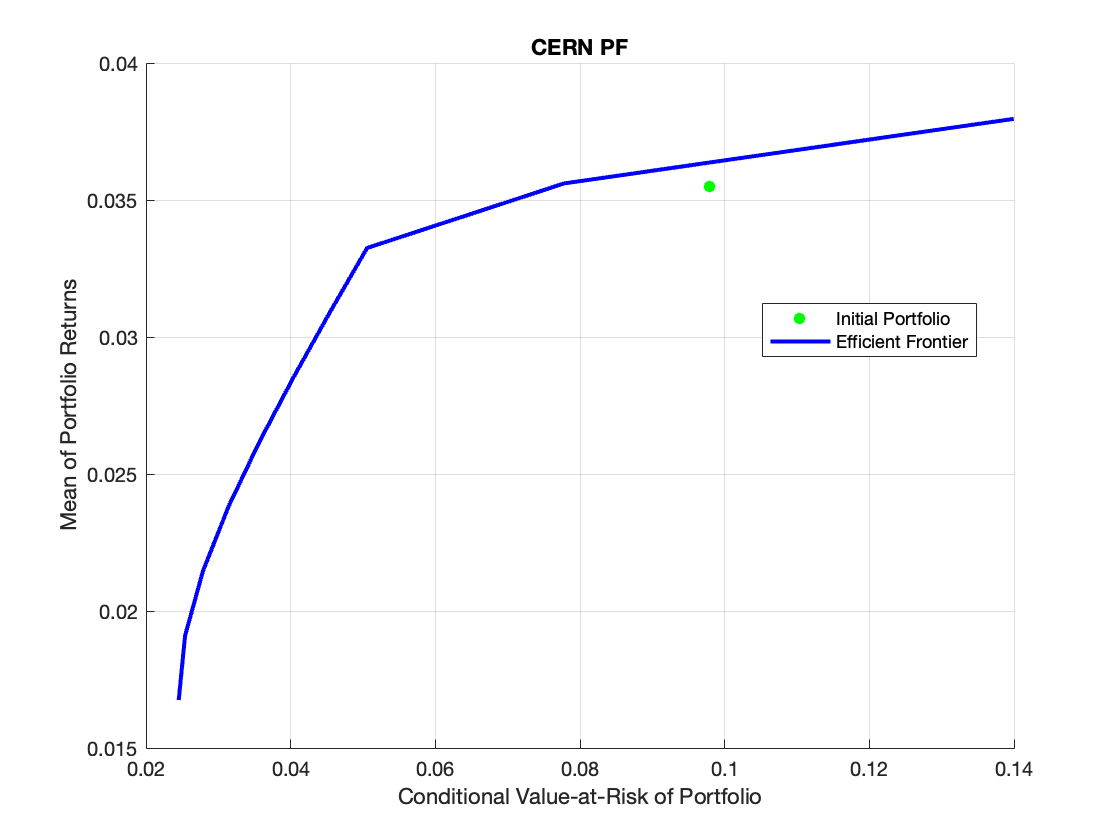 CERN PF
0.04
0.035
0.03
0.025
0.02
0.015
Mean of Portfolio Returns
Initial Portfolio
Efficient Frontier
0.02 0.04 0.06 0.08 0.1 0.12 0.14
Conditional Value-at-Risk of Portfolio